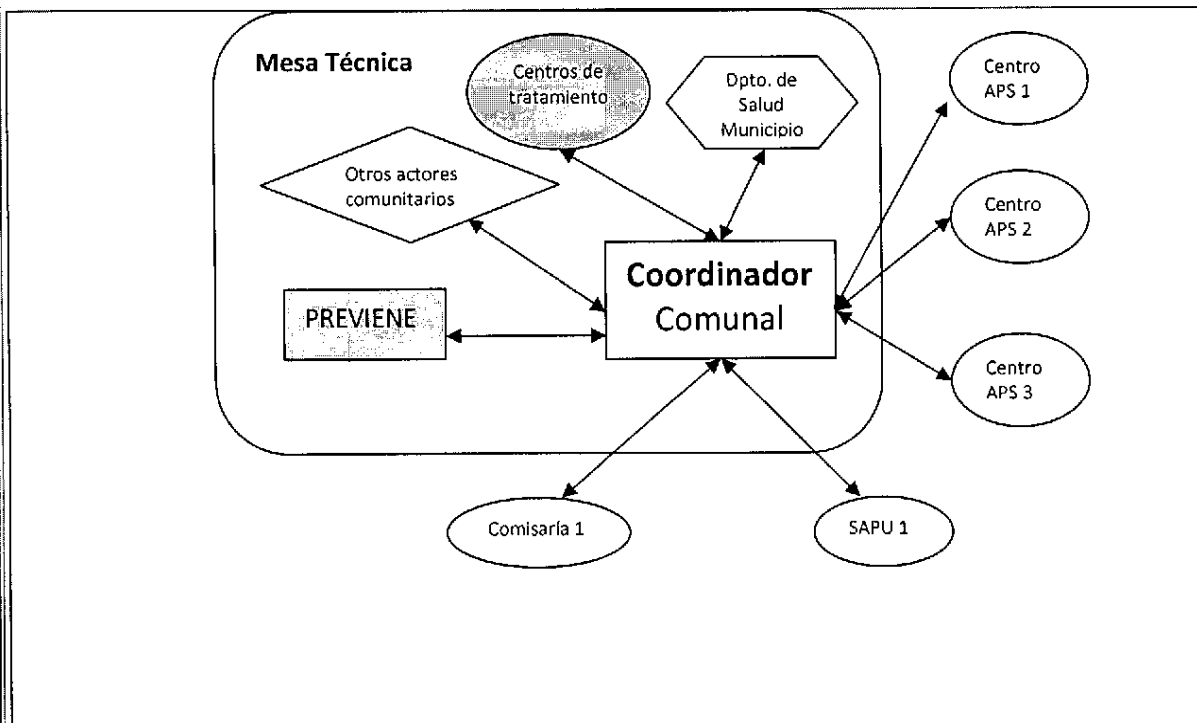 Mesa Técnica
Centros de
tratamiento
Dpto. de
Salud
Municipio
Centro
APS 1
Otros actores
comunitarios
Centro
APS 2
Coordinador
Comunal
PREVIENE
Centro
APS 3
Comisaría 1
SAPU 1